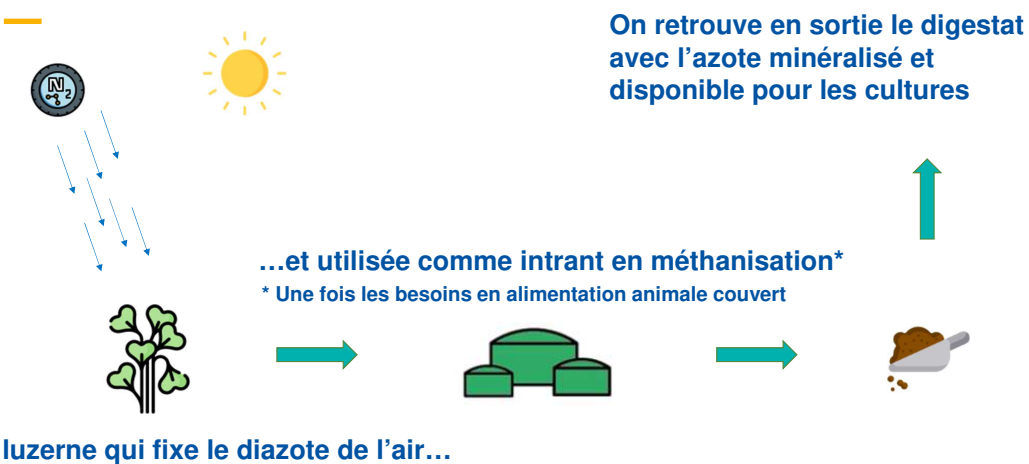 On retrouve en sortie le digestat
avec l'azote minéralisé et
disponible pour les cultures
N2
…et utilisée comme intrant en méthanisation*
* Une fois les besoins en alimentation animale couvert
luzerne qui fixe le diazote de l'air…